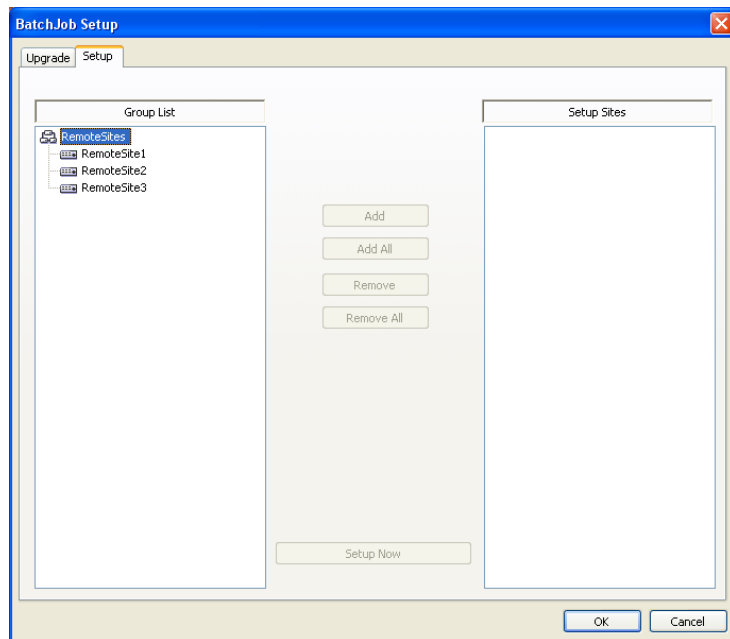 BatchJob Setup
Upgrade
Setup
Group List
Setup Sites
RemoteSites
RemoteSite1
RemoteSite2
RemoteSite3
Add
Add All
Remove
Remove All
Setup Now
OK
Cancel